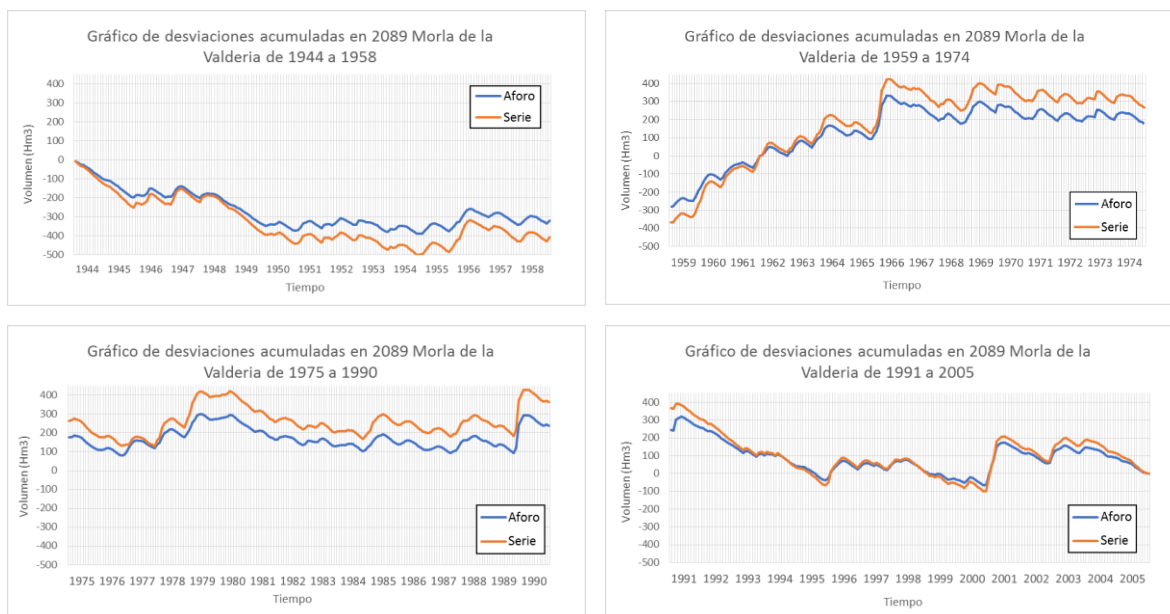 Gráfico de desviaciones acumuladas en 2089 Morla de la
Valderia de 1944 a 1958
400
300
200
100
0
-100
-200
-300
-400
-500
Volumen (Hm3)
Aforo
Serie
1944 1945 1946 1947 1948 1949 1950 1951 1952 1953 1954 1955 1956 1957 1958
Tiempo
Gráfico de desviaciones acumuladas en 2089 Morla de la
Valderia de 1959 a 1974
400
300
200
100
0
-100
-200
-300
-400
-500
Volumen (Hm3)
Aforo
Serie
1959 1960 1961 1962 1963 1964 1965 1966 1967 1968 1969 1970 1971 1972 1973 1974
Tiempo
Gráfico de desviaciones acumuladas en 2089 Morla de la
Valderia de 1975 a 1990
400
300
200
100
0
-100
-200
-300
-400
-500
Volumen (Hm3)
Aforo
Serie
1975 1976 1977 1978 1979 1980 1981 1982 1983 1984 1985 1986 1987 1988 1989 1990
Tiempo
Gráfico de desviaciones acumuladas en 2089 Morla de la
Valderia de 1991 a 2005
400
300
200
100
0
-100
-200
-300
-400
-500
Volumen (Hm3)
Aforo
Serie
1991 1992 1993 1994 1995 1996 1997 1998 1999 2000 2001 2002 2003 2004 2005
Tiempo